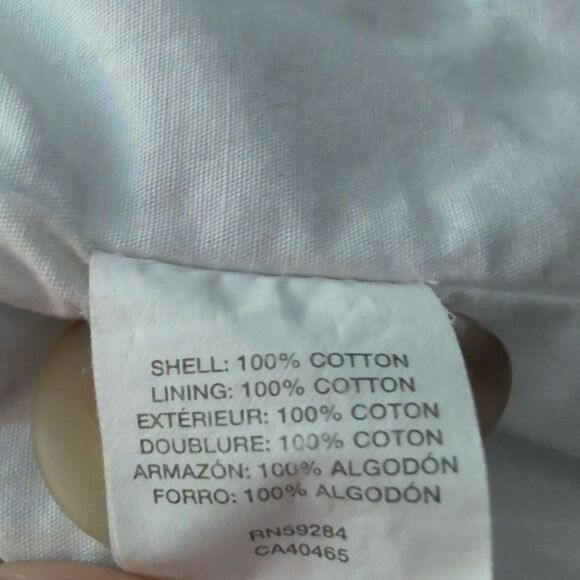 SHELL: 100% COTTON
LINING: 100% COTTON
EXTÉRIEUR: 100% COTON
DOUBLURE: 100% COTON
ARMAZÓN: 100% ALGODÓN
FORRO: 100% ALGODÓN
RN59284
CA40465